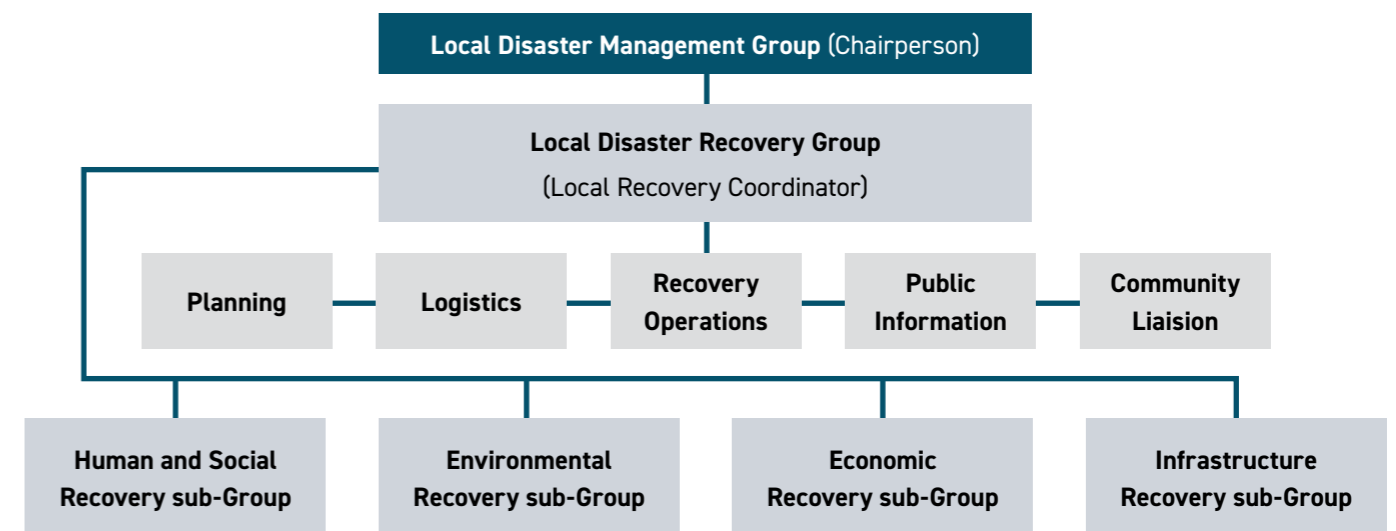 Local Disaster Management Group (Chairperson)
Local Disaster Recovery Group
(Local Recovery Coordinator)
Planning
Logistics
Recovery
Operations
Public
Information
Community
Liaision
Human and Social
Recovery sub-Group
Environmental
Recovery sub-Group
Economic
Recovery sub-Group
Infrastructure
Recovery sub-Group